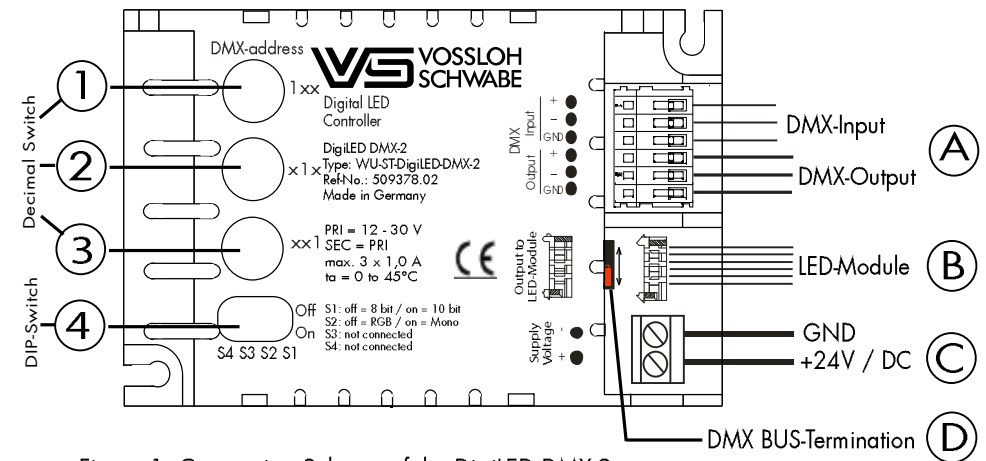 DMX-address
VS VOSSLOH
SCHWABE
1xx
Digital LED
Controller
DigiLED DMX-2
x1x
Type: WU-ST-DigiLED-DMX-2
Ref-No.: 509378.02
Made in Germany
xx1
PRI = 12 - 30 V
SEC = PRI
max. 3 x 1,0 A
ta = 0 to 45°C
CE
Off
On
S4 S3 S2 S1
S1: off = 8 bit / on = 10 bit
S2: off = RGB / on = Mono
S3: not connected
S4: not connected
Decimal Switch
1
2
3
DIP-Switch
4
DMX
Input
+
-
GND
Output
+
-
GND
DMX-Input
DMX-Output
A
Output to
LED-Module
LED-Module
B
Supply
Voltage
-
+
GND
+24V / DC
C
DMX BUS-Termination
D